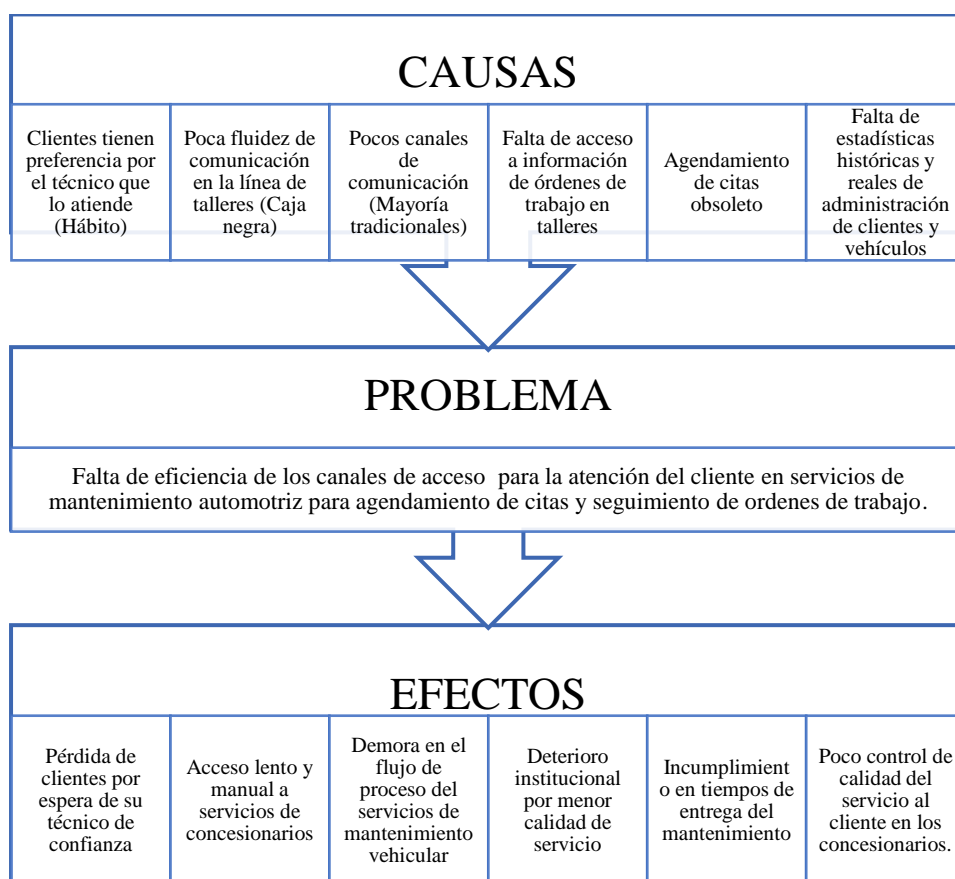 CAUSAS
Clientes tienen
preferencia por
el técnico que
lo atiende
(Hábito)
Poca fluidez de
comunicación
en la línea de
talleres (Caja
negra)
Pocos canales
de
comunicación
(Mayoría
tradicionales)
Falta de acceso
a información
de órdenes de
trabajo en
talleres
Agendamiento
de citas
obsoleto
Falta de
estadísticas
históricas y
reales de
administración
de clientes y
vehículos
PROBLEMA
Falta de eficiencia de los canales de acceso para la atención del cliente en servicios de
mantenimiento automotriz para agendamiento de citas y seguimiento de ordenes de trabajo.
EFECTOS
Pérdida de
clientes por
espera de su
técnico de
confianza
Acceso lento y
manual a
servicios de
concesionarios
Demora en el
flujo de
proceso del
servicios de
mantenimiento
vehicular
Deterioro
institucional
por menor
calidad de
servicio
Incumplimient
o en tiempos de
entrega del
mantenimiento
Poco control de
calidad del
servicio al
cliente en los
concesionarios.